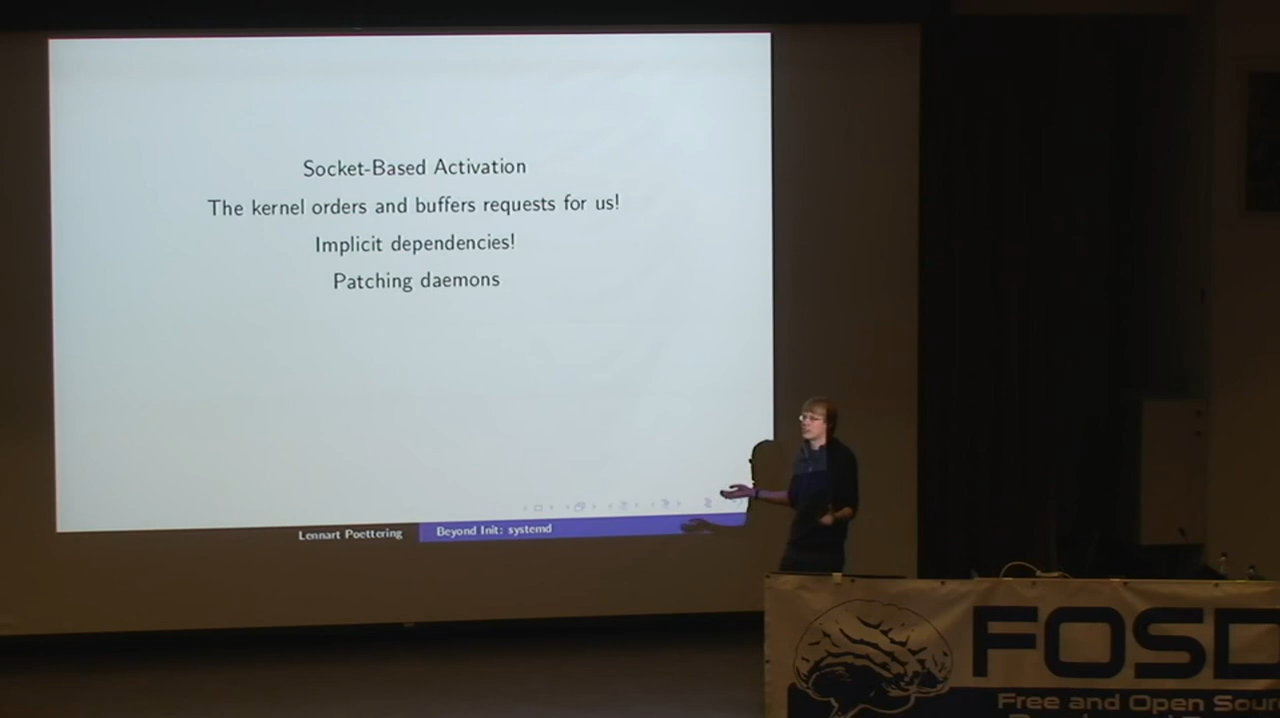 Socket-Based Activation
The kernel orders and buffers requests for us!
Implicit dependencies!
Patching daemons
Lennart Poettering
Beyond Init: systemd
FOSD
Free and Open Sour